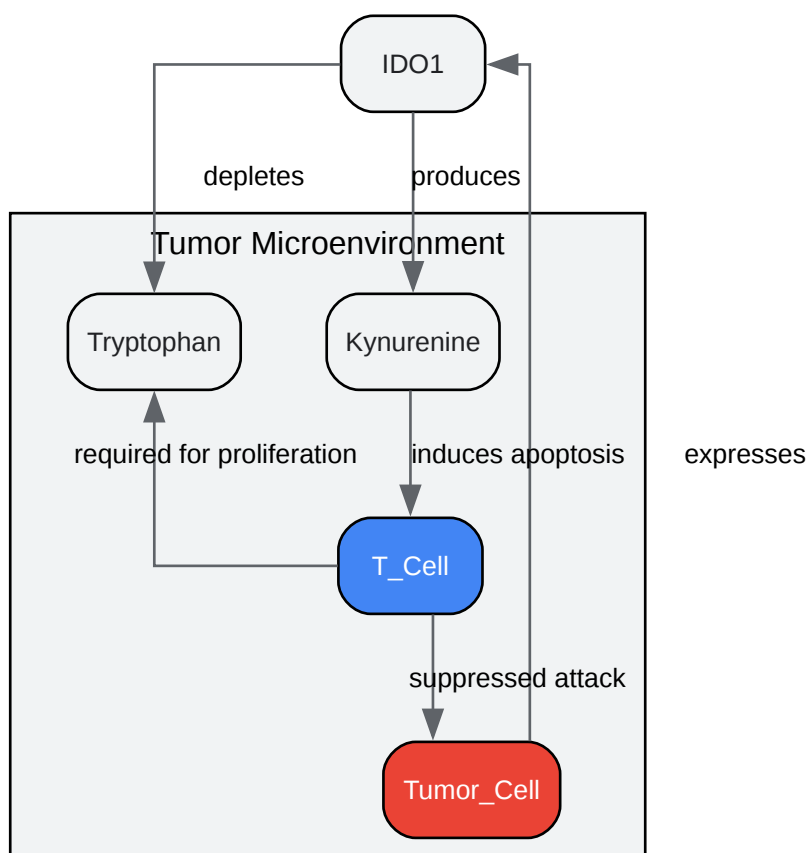 IDO1
depletes
produces
Tumor Microenvironment
Tryptophan
Kynurenine
required for proliferation
induces apoptosis
expresses
T_Cell
suppressed attack
Tumor_Cell